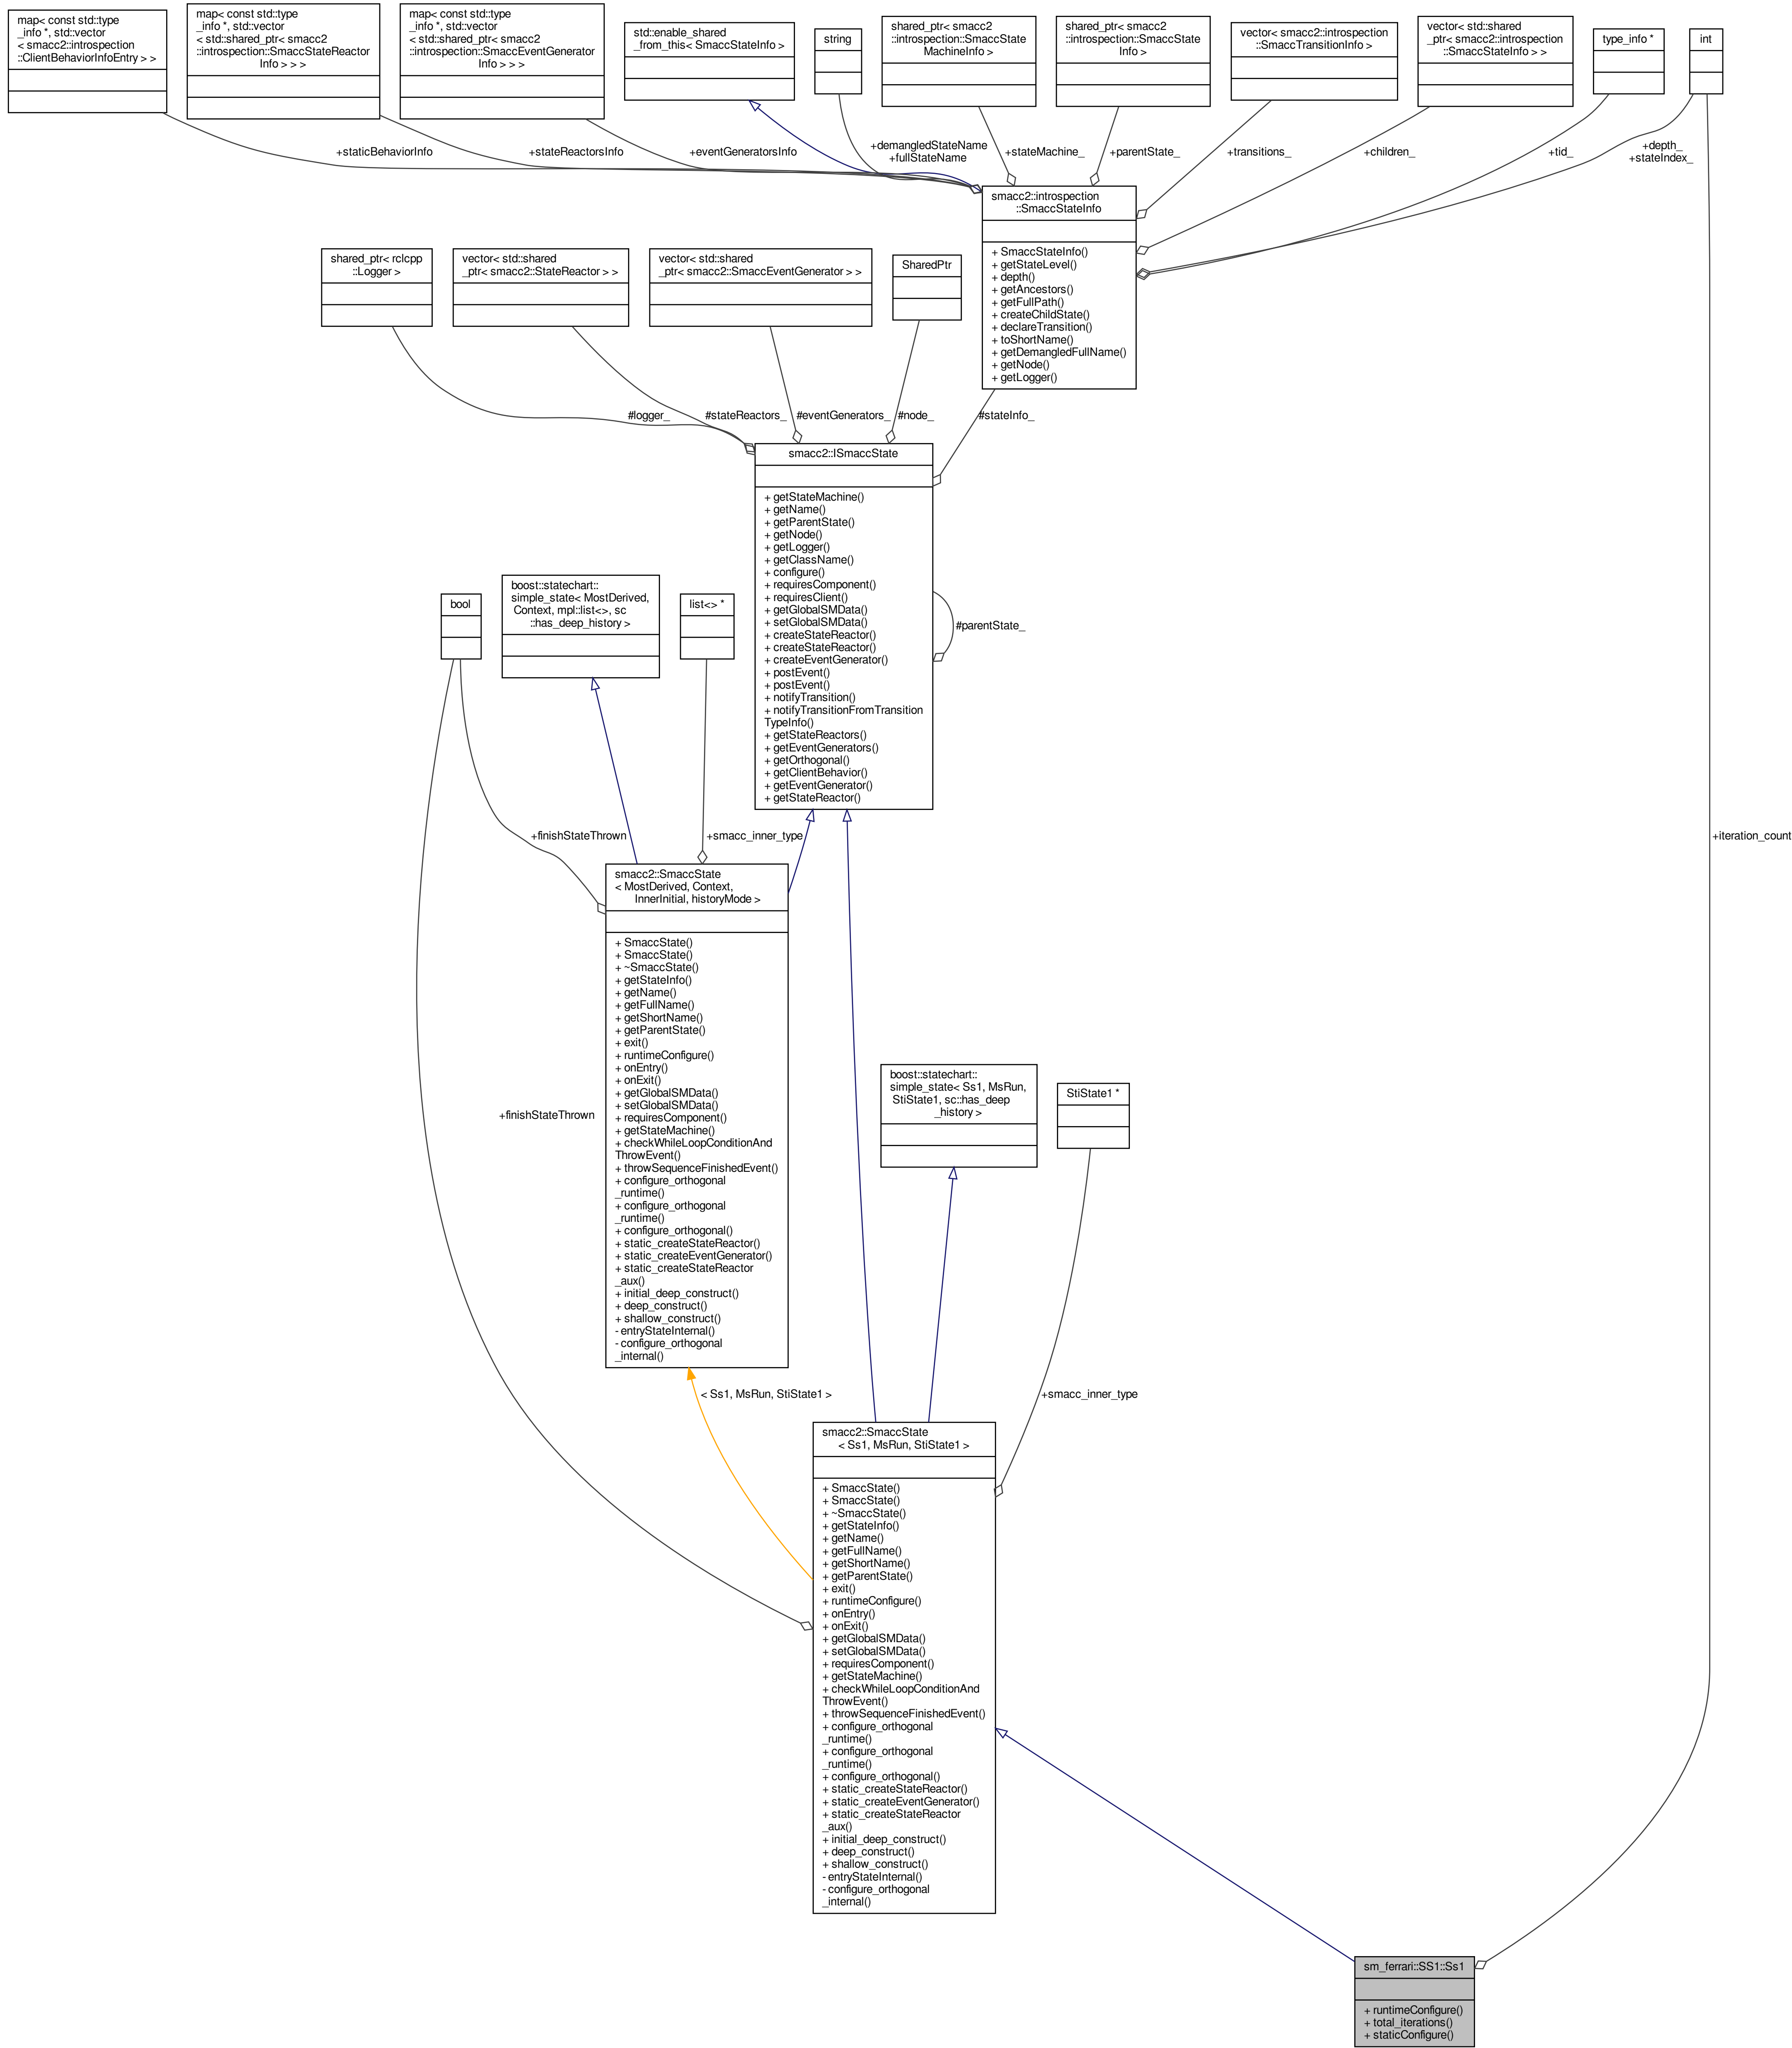 map< const std::type
_info *, std::vector
< smacc2::introspection
::ClientBehaviorInfoEntry > >
map< const std::type
_info *, std::vector
< std::shared_ptr< smacc2
::introspection::SmaccStateReactor
Info > > >
map< const std::type
_info *, std::vector
< std::shared_ptr< smacc2
::introspection::SmaccEventGenerator
Info > > >
std::enable_shared
_from_this< SmaccStateInfo >
string
shared_ptr< smacc2
::introspection::SmaccState
MachineInfo >
shared_ptr< smacc2
::introspection::SmaccState
Info >
vector< smacc2::introspection
::SmaccTransitionInfo >
vector< std::shared
_ptr< smacc2::introspection
::SmaccStateInfo > >
type_info *
int
+staticBehaviorInfo
+stateReactorsInfo
+eventGeneratorsInfo
+demangledStateName
+fullStateName
+stateMachine_
+parentState_
+transitions_
+children_
+tid_
+depth_
+stateIndex_
smacc2::introspection
::SmaccStateInfo
+ SmaccStateInfo()
+ getStateLevel()
+ depth()
+ getAncestors()
+ getFullPath()
+ createChildState()
+ declareTransition()
+ toShortName()
+ getDemangledFullName()
+ getNode()
+ getLogger()
shared_ptr< rclcpp
::Logger >
vector< std::shared
_ptr< smacc2::StateReactor > >
vector< std::shared
_ptr< smacc2::SmaccEventGenerator > >
SharedPtr
#logger_
#stateReactors_
#eventGenerators_
#node_
#stateInfo_
smacc2::ISmaccState
+ getStateMachine()
+ getName()
+ getParentState()
+ getNode()
+ getLogger()
+ getClassName()
+ configure()
+ requiresComponent()
+ requiresClient()
+ getGlobalSMData()
+ setGlobalSMData()
+ createStateReactor()
+ createStateReactor()
+ createEventGenerator()
+ postEvent()
+ postEvent()
+ notifyTransition()
+ notifyTransitionFromTransition
TypeInfo()
+ getStateReactors()
+ getEventGenerators()
+ getOrthogonal()
+ getClientBehavior()
+ getEventGenerator()
+ getStateReactor()
#parentState_
bool
boost::statechart::
simple_state< MostDerived,
Context, mpl::list<>, sc
::has_deep_history >
list<> *
+finishStateThrown
+smacc_inner_type
+iteration_count
smacc2::SmaccState
< MostDerived, Context,
InnerInitial, historyMode >
+ SmaccState()
+ SmaccState()
+ ~SmaccState()
+ getStateInfo()
+ getName()
+ getFullName()
+ getShortName()
+ getParentState()
+ exit()
+ runtimeConfigure()
+ onEntry()
+ onExit()
+ getGlobalSMData()
+ setGlobalSMData()
+ requiresComponent()
+ getStateMachine()
+ checkWhileLoopConditionAnd
ThrowEvent()
+ throwSequenceFinishedEvent()
+ configure_orthogonal
_runtime()
+ configure_orthogonal
_runtime()
+ configure_orthogonal()
+ static_createStateReactor()
+ static_createEventGenerator()
+ static_createStateReactor
_aux()
+ initial_deep_construct()
+ deep_construct()
+ shallow_construct()
- entryStateInternal()
- configure_orthogonal
_internal()
+finishStateThrown
boost::statechart::
simple_state< Ss1, MsRun,
StiState1, sc::has_deep
_history >
StiState1 *
< Ss1, MsRun, StiState1 >
+smacc_inner_type
smacc2::SmaccState
< Ss1, MsRun, StiState1 >
+ SmaccState()
+ SmaccState()
+ ~SmaccState()
+ getStateInfo()
+ getName()
+ getFullName()
+ getShortName()
+ getParentState()
+ exit()
+ runtimeConfigure()
+ onEntry()
+ onExit()
+ getGlobalSMData()
+ setGlobalSMData()
+ requiresComponent()
+ getStateMachine()
+ checkWhileLoopConditionAnd
ThrowEvent()
+ throwSequenceFinishedEvent()
+ configure_orthogonal
_runtime()
+ configure_orthogonal
_runtime()
+ configure_orthogonal()
+ static_createStateReactor()
+ static_createEventGenerator()
+ static_createStateReactor
_aux()
+ initial_deep_construct()
+ deep_construct()
+ shallow_construct()
- entryStateInternal()
- configure_orthogonal
_internal()
sm_ferrari::SS1::Ss1
+ runtimeConfigure()
+ total_iterations()
+ staticConfigure()